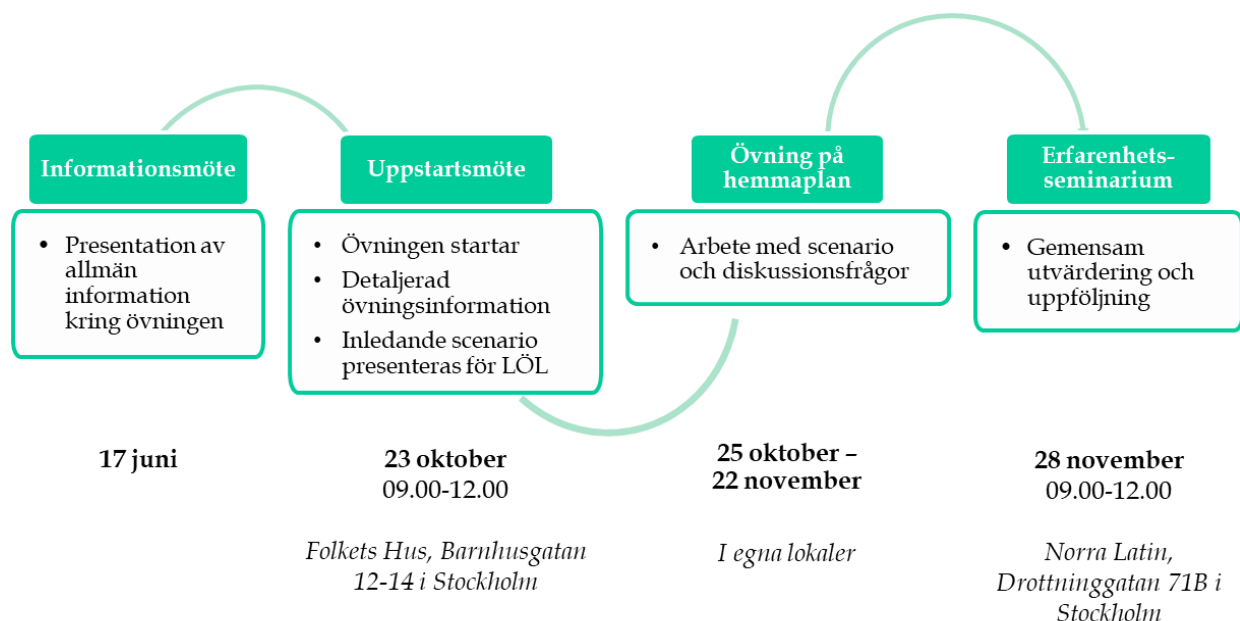 Informationsmöte
• Presentation av
allmän
information
kring övningen
17 juni
Uppstartsmöte
• Övningen startar
• Detaljerad
övningsinformation
• Inledande scenario
presenteras för LÖL
23 oktober
09.00-12.00
Folkets Hus, Barnhusgatan
12-14 i Stockholm
Övning på
hemmaplan
• Arbete med scenario
och diskussionsfrågor
25 oktober –
22 november
I egna lokaler
Erfarenhets-
seminarium
• Gemensam
utvärdering och
uppföljning
28 november
09.00-12.00
Norra Latin,
Drottninggatan 71B i
Stockholm